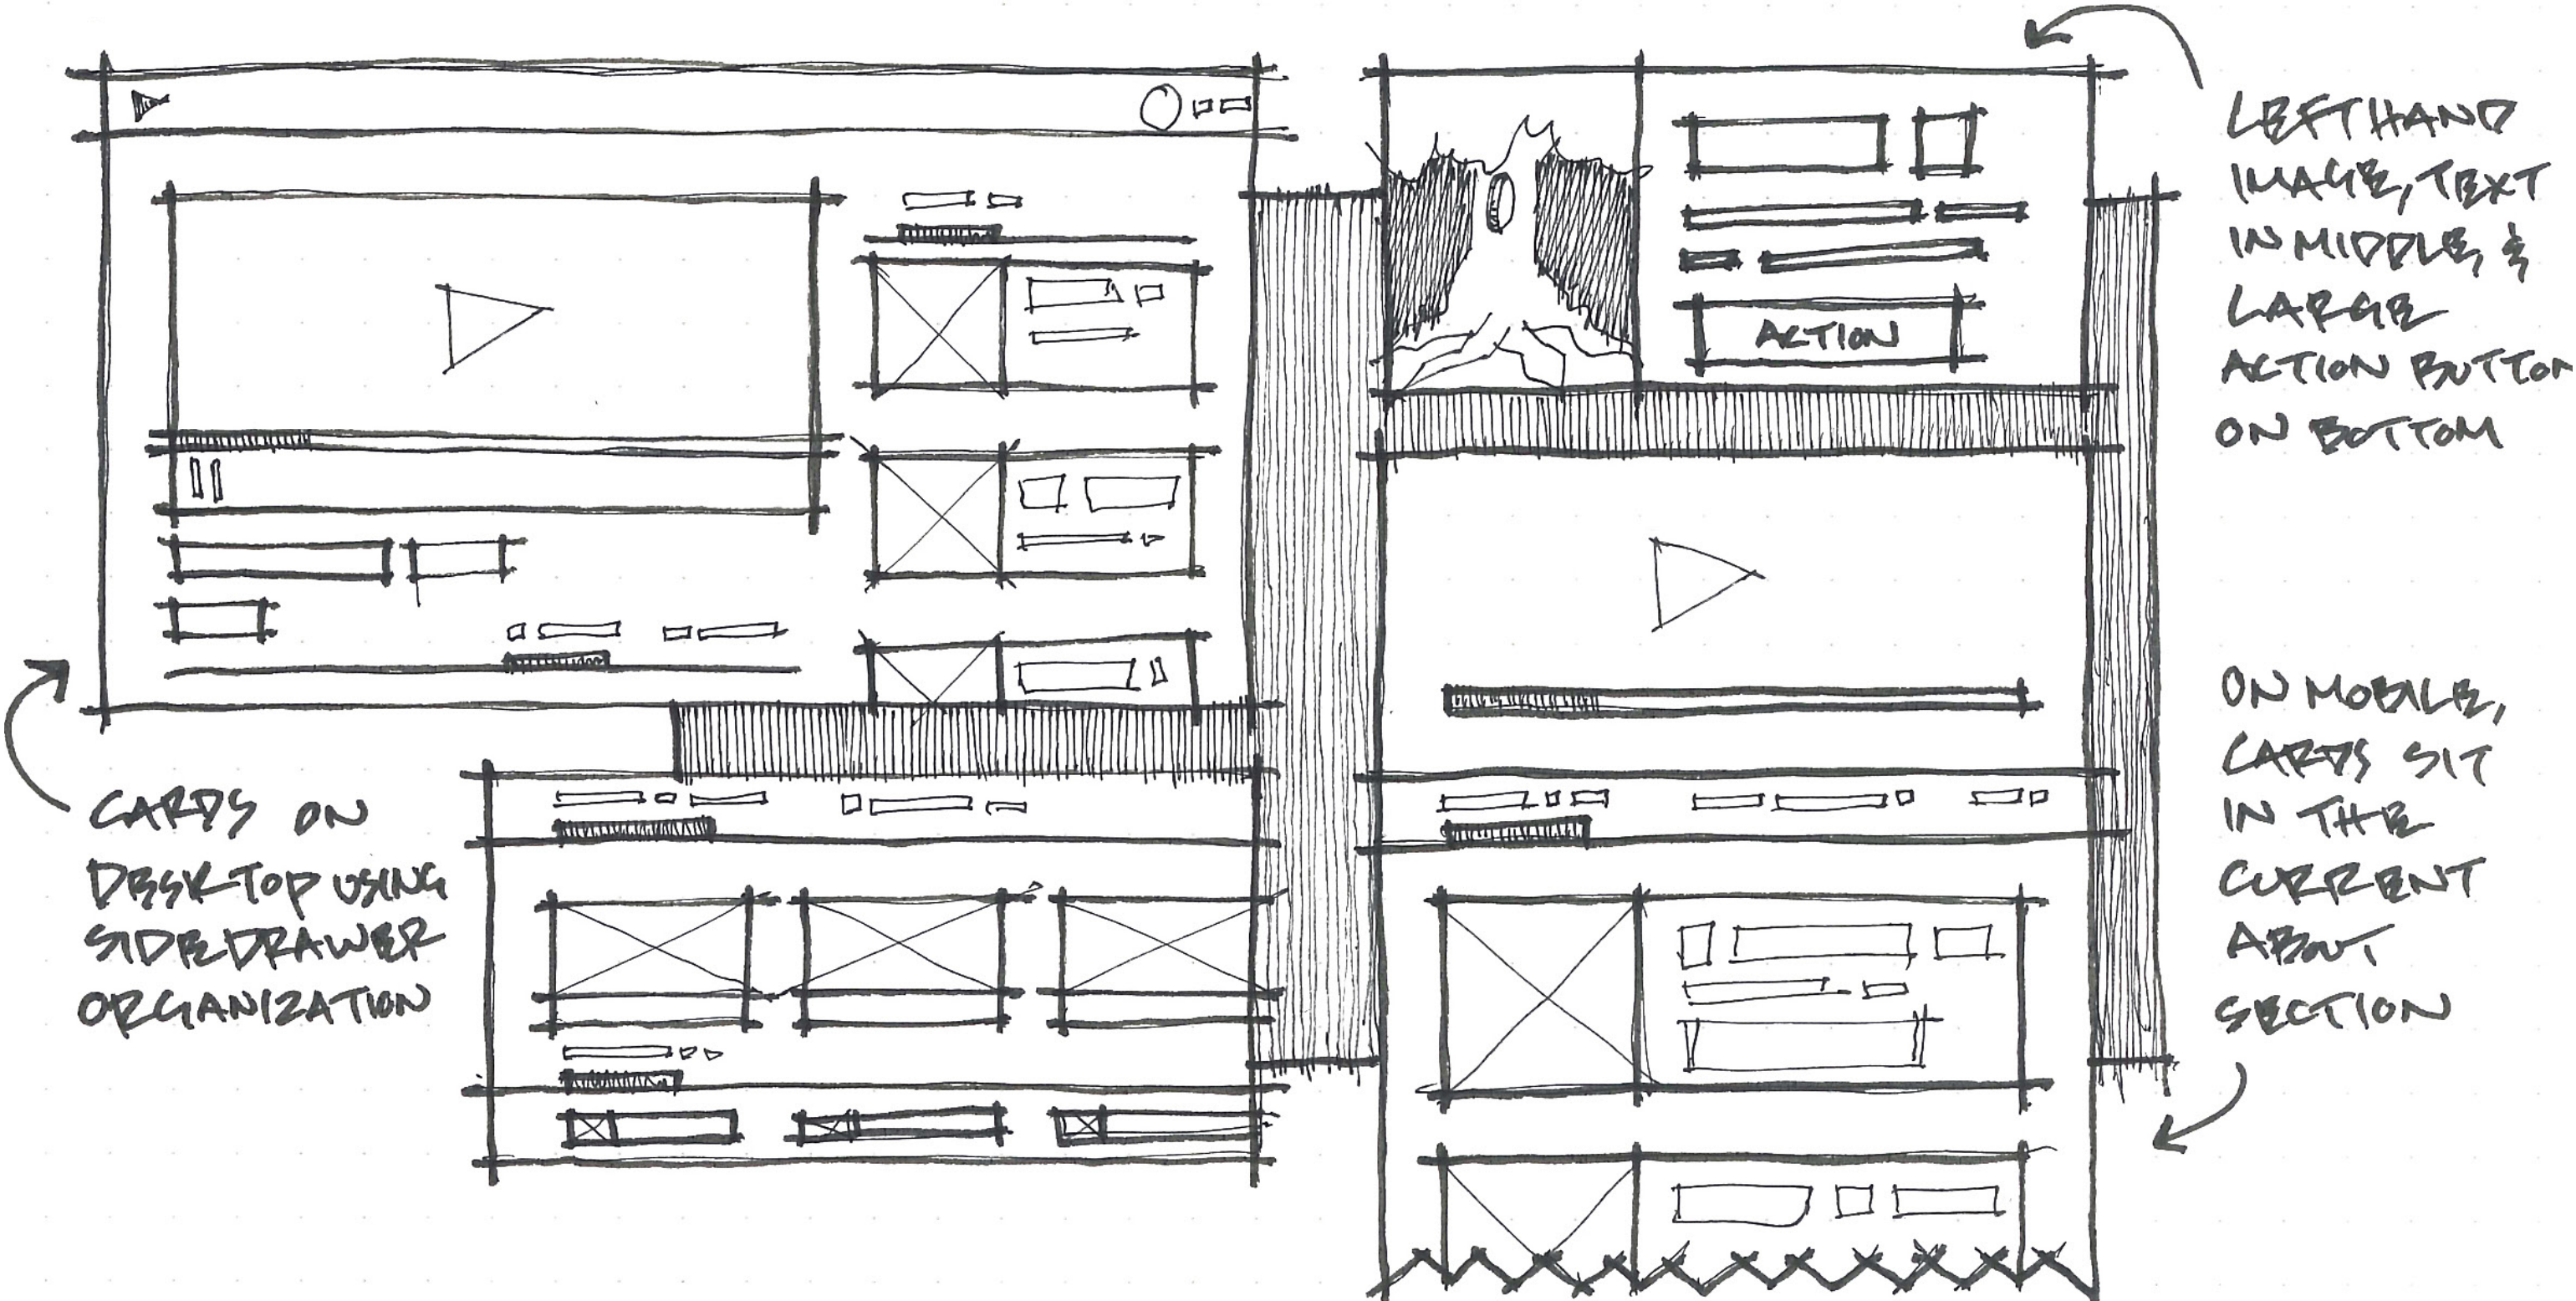 LEFTHAND
IMAGE, TEXT
IN MIDDLE, &
LARGE
ACTION BUTTON
ON BOTTOM
ACTION
ON MOBILE,
CARDS SIT
IN THE
CURRENT
ABOUT
SECTION
CARDS ON
DESKTOP USING
SIDEDRAWER
ORGANIZATION